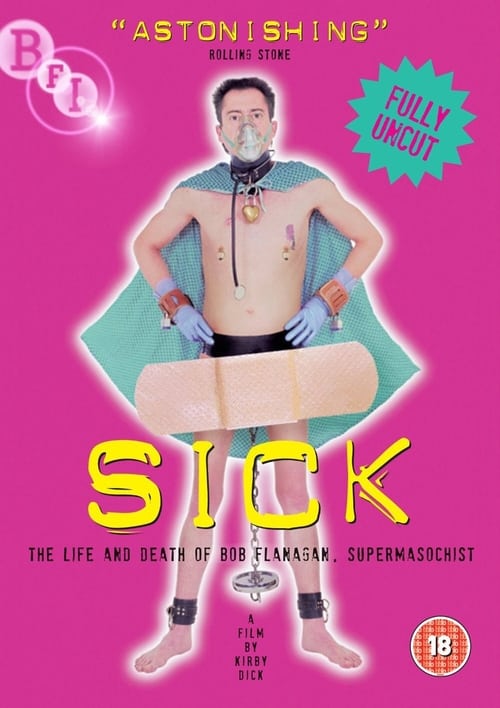 BFI
"ASTONISHING"
ROLLING STONE
FULLY
UNCUT
SICK
THE LIFE AND DEATH OF BOB FLANAGAN, SUPERMASOCHIST
A
FILM
BY
KIRBY
DICK
18